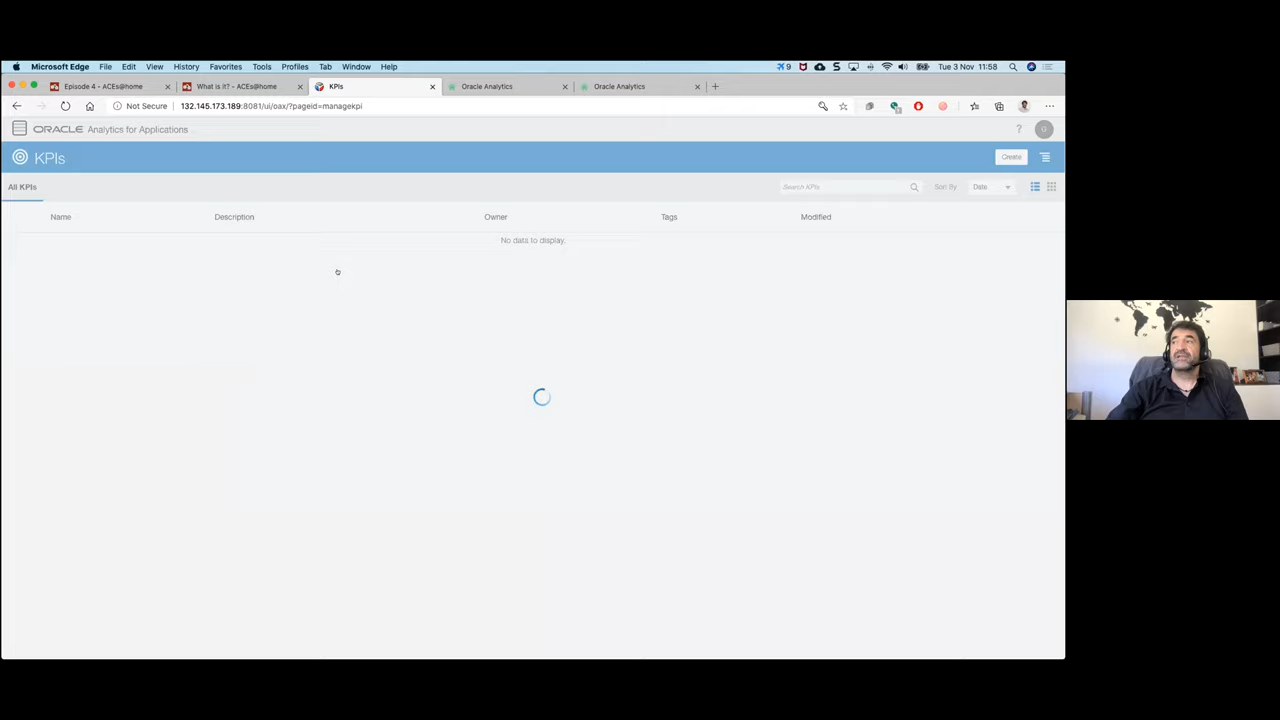 Microsoft Edge File Edit View History Favorites Tools Profiles Tab Window Help 9 Tue 3 Nov 11:58
Episode 4 - ACEs@home What is it? - ACEs@home KPIs Oracle Analytics Oracle Analytics
Not Secure 132.145.173.189:8081/ui/oax/?pageid=managekpi
ORACLE Analytics for Applications ?
KPIs Create
All KPIs Search KPIs Sort By Date
Name Description Owner Tags Modified
No data to display.